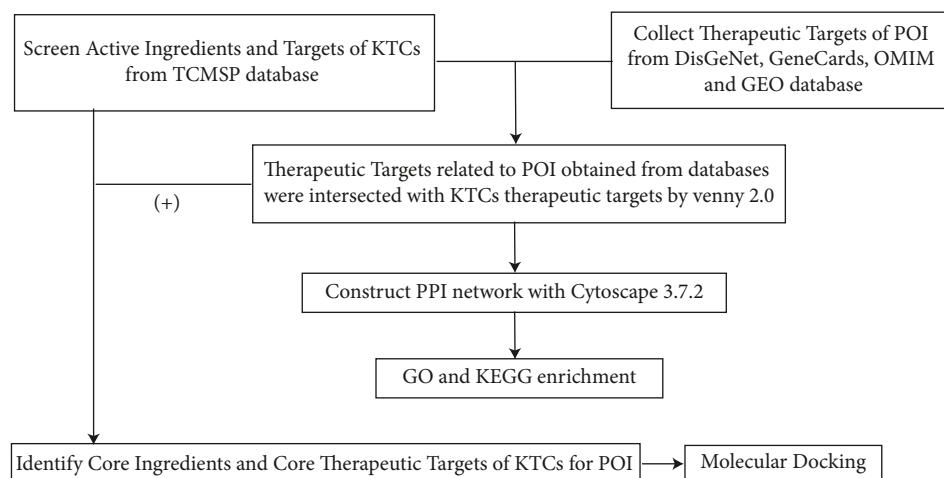 Screen Active Ingredients and Targets of KTCs
from TCMSP database
Collect Therapeutic Targets of POI
from DisGeNet, GeneCards, OMIM
and GEO database
Therapeutic Targets related to POI obtained from databases
were intersected with KTCs therapeutic targets by venny 2.0
(+)
Construct PPI network with Cytoscape 3.7.2
GO and KEGG enrichment
Identify Core Ingredients and Core Therapeutic Targets of KTCs for POI
Molecular Docking